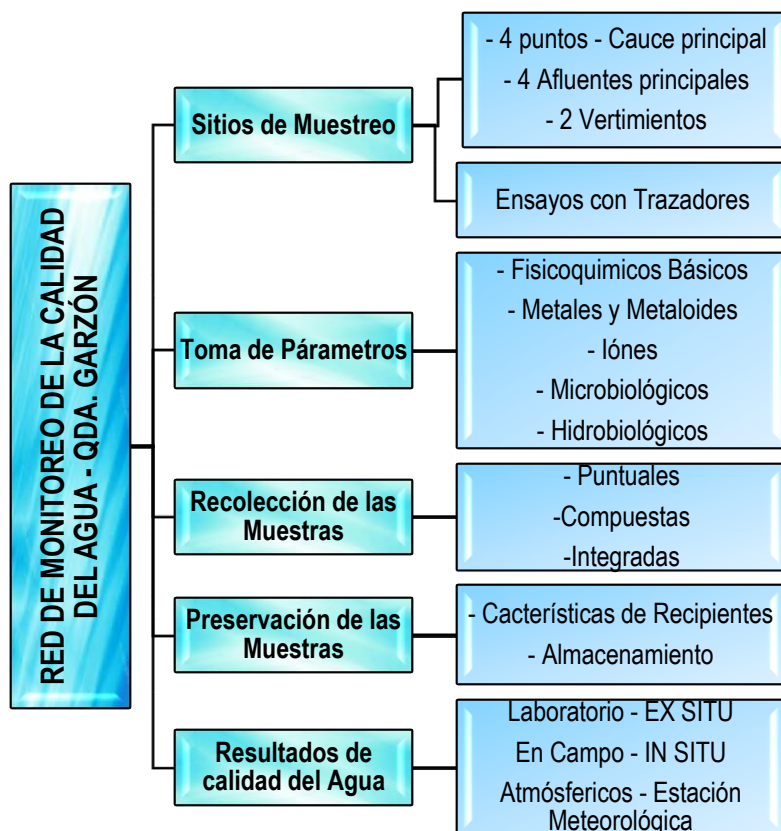 RED DE MONITOREO DE LA CALIDAD
DEL AGUA - QDA. GARZÓN
Sitios de Muestreo
- 4 puntos - Cauce principal
- 4 Afluentes principales
- 2 Vertimientos
Ensayos con Trazadores
Toma de Párametros
- Fisicoquimicos Básicos
- Metales y Metaloides
- Iónes
- Microbiológicos
- Hidrobiológicos
Recolección de las
Muestras
- Puntuales
-Compuestas
-Integradas
Preservación de las
Muestras
- Cacterísticas de Recipientes
- Almacenamiento
Resultados de
calidad del Agua
Laboratorio - EX SITU
En Campo - IN SITU
Atmósfericos - Estación
Meteorológica